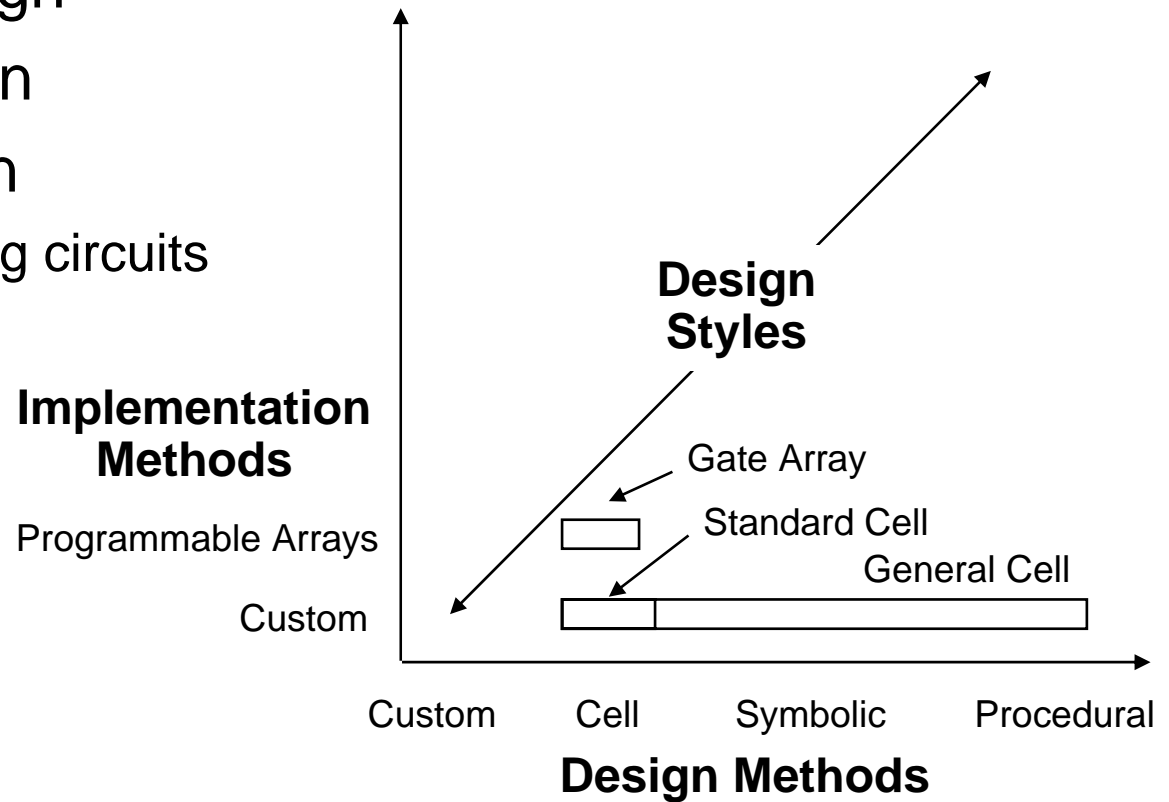 n
g circuits
Design
Styles
Implementation
Methods
Gate Array
Programmable Arrays
Standard Cell
General Cell
Custom
Custom Cell Symbolic Procedural
Design Methods